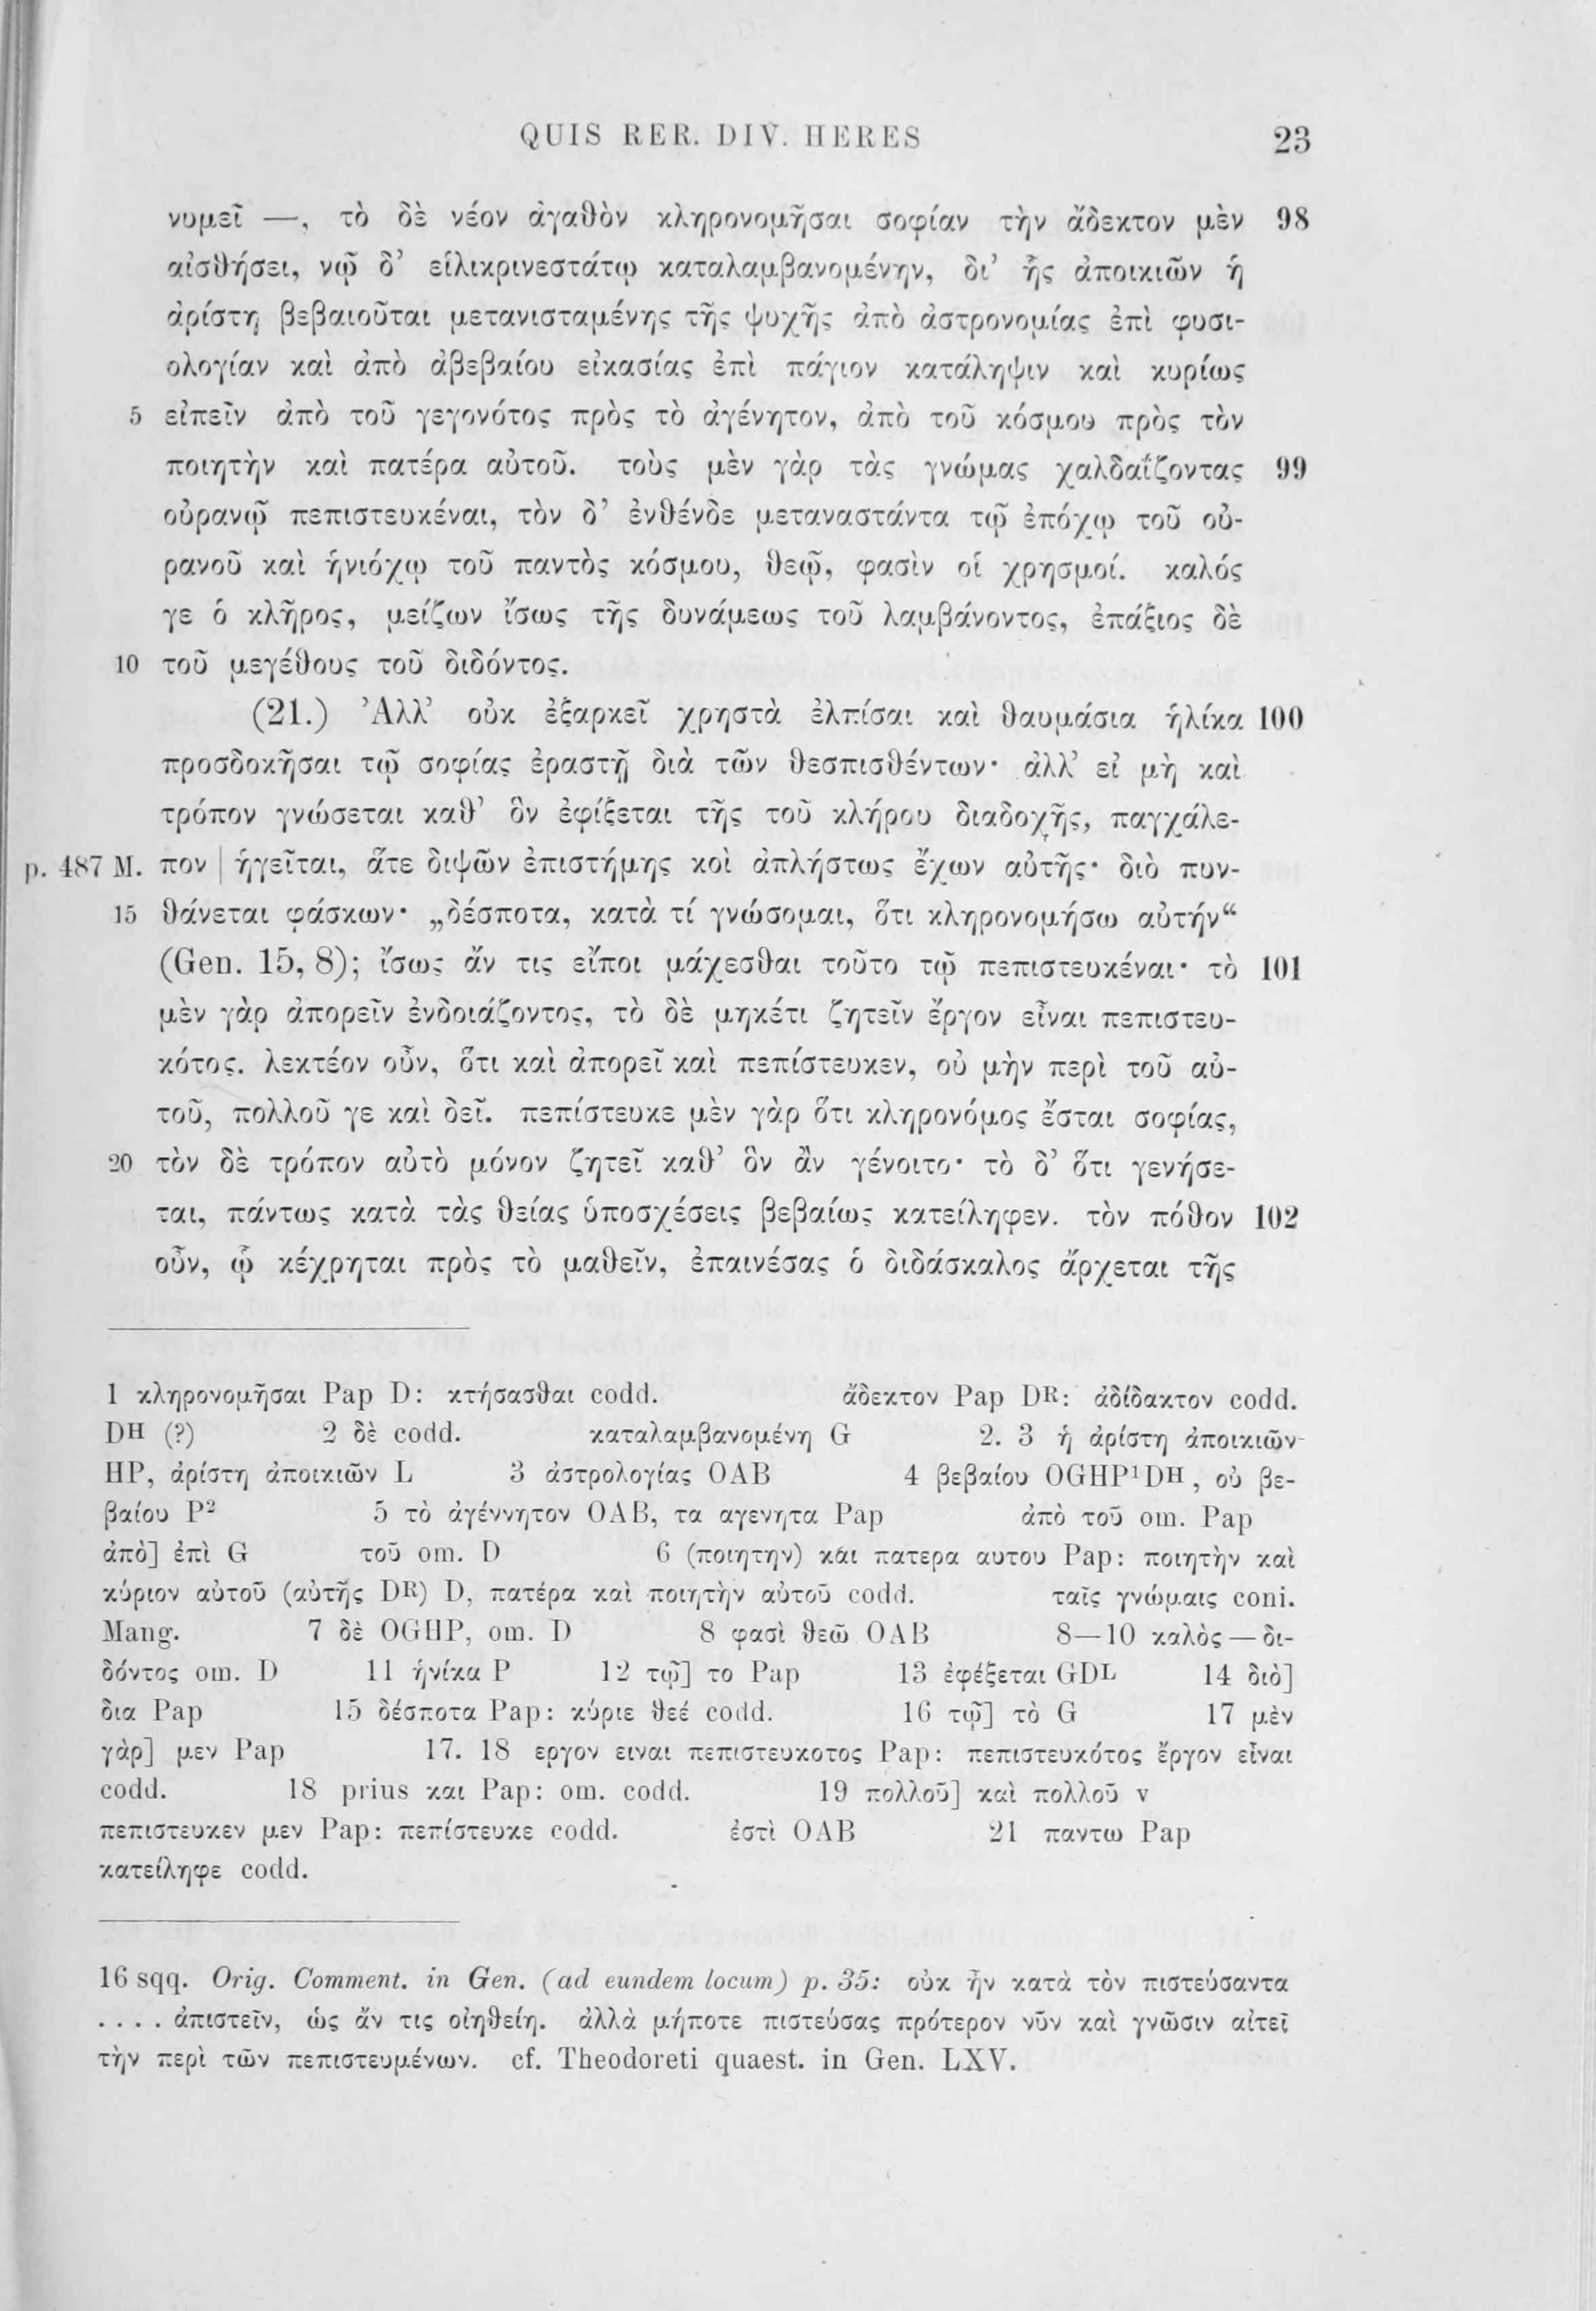 QUIS RER. DIV. HERES 23
νυμεῖ —, τὸ δὲ νέον ἀγαθὸν κληρονομῆσαι σοφίαν τὴν ἄδεκτον μὲν 98
αἰσθήσει, νῷ δ’ εἱλικρινεστάτῳ καταλαμβανομένην, δι’ ἧς ἀποικιῶν ἡ
ἀρίστη βεβαιοῦται μετανισταμένης τῆς ψυχῆς ἀπὸ ἀστρονομίας ἐπὶ φυσι-
ολογίαν καὶ ἀπὸ ἀβεβαίου εἰκασίας ἐπὶ πάγιον κατάληψιν καὶ κυρίως
5 εἰπεῖν ἀπὸ τοῦ γεγονότος πρὸς τὸ ἀγένητον, ἀπὸ τοῦ κόσμου πρὸς τὸν
ποιητὴν καὶ πατέρα αὐτοῦ. τοὺς μὲν γὰρ τὰς γνώμας χαλδαΐζοντας 99
οὐρανῷ πεπιστευκέναι, τὸν δ’ ἐνθένδε μεταναστάντα τῷ ἐπόχῳ τοῦ οὐ-
ρανοῦ καὶ ἡνιόχῳ τοῦ παντὸς κόσμου, θεῷ, φασὶν οἱ χρησμοί. καλός
γε ὁ κλῆρος, μείζων ἴσως τῆς δυνάμεως τοῦ λαμβάνοντος, ἐπάξιος δὲ
10 τοῦ μεγέθους τοῦ διδόντος.
(21.) Ἀλλ’ οὐκ ἐξαρκεῖ χρηστὰ ἐλπίσαι καὶ θαυμάσια ἡλίκα 100
προσδοκῆσαι τῷ σοφίας ἐραστῇ διὰ τῶν θεσπισθέντων· ἀλλ’ εἰ μὴ καὶ
τρόπον γνώσεται καθ’ ὃν ἐφίξεται τῆς τοῦ κλήρου διαδοχῆς, παγχάλε-
p. 487 M. πον | ἡγεῖται, ἅτε διψῶν ἐπιστήμης κοὶ ἀπλήστως ἔχων αὐτῆς· διὸ πυν-
15 θάνεται φάσκων· „δέσποτα, κατὰ τί γνώσομαι, ὅτι κληρονομήσω αὐτήν“
(Gen. 15, 8); ἴσως ἄν τις εἴποι μάχεσθαι τοῦτο τῷ πεπιστευκέναι· τὸ 101
μὲν γὰρ ἀπορεῖν ἐνδοιάζοντος, τὸ δὲ μηκέτι ζητεῖν ἔργον εἶναι πεπιστευ-
κότος. λεκτέον οὖν, ὅτι καὶ ἀπορεῖ καὶ πεπίστευκεν, οὐ μὴν περὶ τοῦ αὐ-
τοῦ, πολλοῦ γε καὶ δεῖ. πεπίστευκε μὲν γὰρ ὅτι κληρονόμος ἔσται σοφίας,
20 τὸν δὲ τρόπον αὐτὸ μόνον ζητεῖ καθ’ ὃν ἂν γένοιτο· τὸ δ’ ὅτι γενήσε-
ται, πάντως κατὰ τὰς θείας ὑποσχέσεις βεβαίως κατείληφεν. τὸν πόθον 102
οὖν, ᾧ κέχρηται πρὸς τὸ μαθεῖν, ἐπαινέσας ὁ διδάσκαλος ἄρχεται τῆς
1 κληρονομῆσαι Pap D: κτήσασθαι codd. ἄδεκτον Pap DR: ἀδίδακτον codd.
DH (?) 2 δὲ codd. καταλαμβανομένη G 2. 3 ἡ ἀρίστη ἀποικιῶν
HP, ἀρίστη ἀποικιῶν L 3 ἀστρολογίας OAB 4 βεβαίου OGHP¹DH, οὐ βε-
βαίου P² 5 τὸ ἀγέννητον OAB, τα αγενητα Pap ἀπὸ τοῦ om. Pap
ἀπὸ] ἐπὶ G τοῦ om. D 6 (ποιητην) και πατερα αυτου Pap: ποιητὴν καὶ
κύριον αὐτοῦ (αὐτῆς DR) D, πατέρα καὶ ποιητὴν αὐτοῦ codd. ταῖς γνώμαις coni.
Mang. 7 δὲ OGHP, om. D 8 φασὶ θεῶ OAB 8—10 καλὸς — δι-
δόντος om. D 11 ἡνίκα P 12 τῷ] το Pap 13 ἐφέξεται GDL 14 διὸ]
δια Pap 15 δέσποτα Pap: κύριε θεέ codd. 16 τῷ] τὸ G 17 μὲν
γὰρ] μεν Pap 17. 18 εργον ειναι πεπιστευκοτος Pap: πεπιστευκότος ἔργον εἶναι
codd. 18 prius και Pap: om. codd. 19 πολλοῦ] καὶ πολλοῦ v
πεπιστευκεν μεν Pap: πεπίστευκε codd. ἐστὶ OAB 21 παντω Pap
κατείληφε codd.
16 sqq. Orig. Comment. in Gen. (ad eundem locum) p. 35: οὐκ ἦν κατὰ τὸν πιστεύσαντα
.... ἀπιστεῖν, ὡς ἄν τις οἰηθείη. ἀλλὰ μήποτε πιστεύσας πρότερον νῦν καὶ γνῶσιν αἰτεῖ
τὴν περὶ τῶν πεπιστευμένων. cf. Theodoreti quaest. in Gen. LXV.